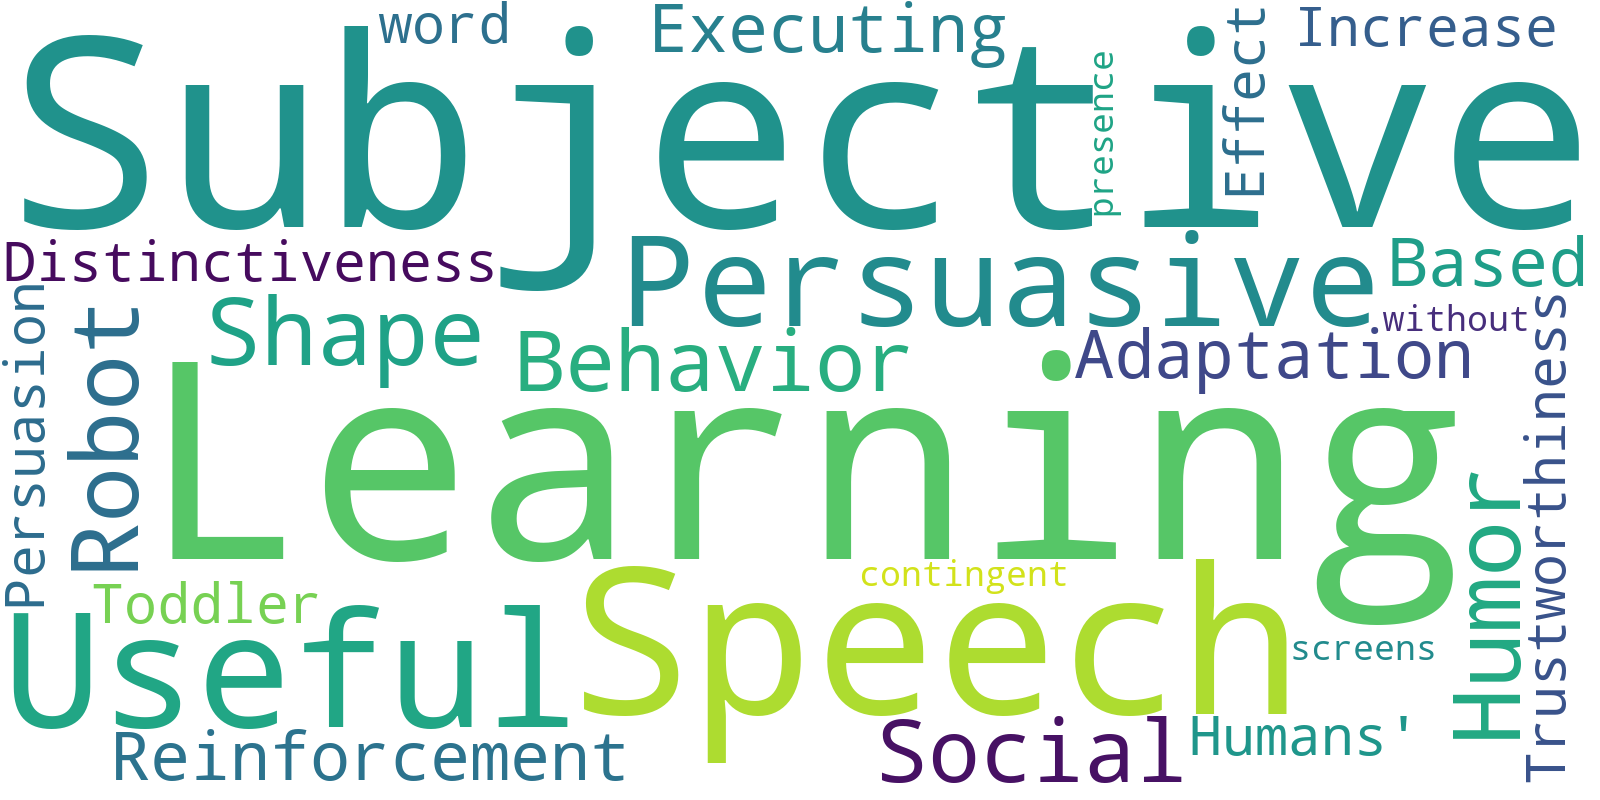 word
Executing
Increase
Subjective
presence
Effect
Distinctiveness
Persuasive
Based
Persuasion
Robot
Shape
Behavior
without
Adaptation
Learning
Trustworthiness
Humor
Toddler
contingent
Useful
Speech
screens
Reinforcement
Social
Humans'